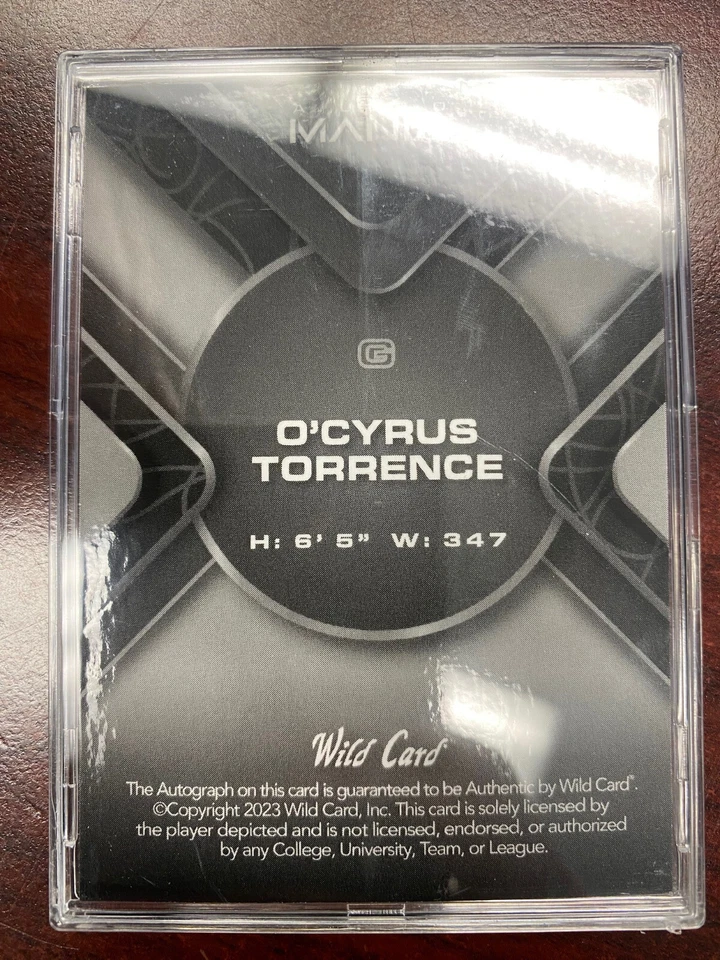 G
O'CYRUS
TORRENCE
H: 6' 5" W: 347
Wild Card
The Autograph on this card is guaranteed to be Authentic by Wild Card®.
©Copyright 2023 Wild Card, Inc. This card is solely licensed by
the player depicted and is not licensed, endorsed, or authorized
by any College, University, Team, or League.